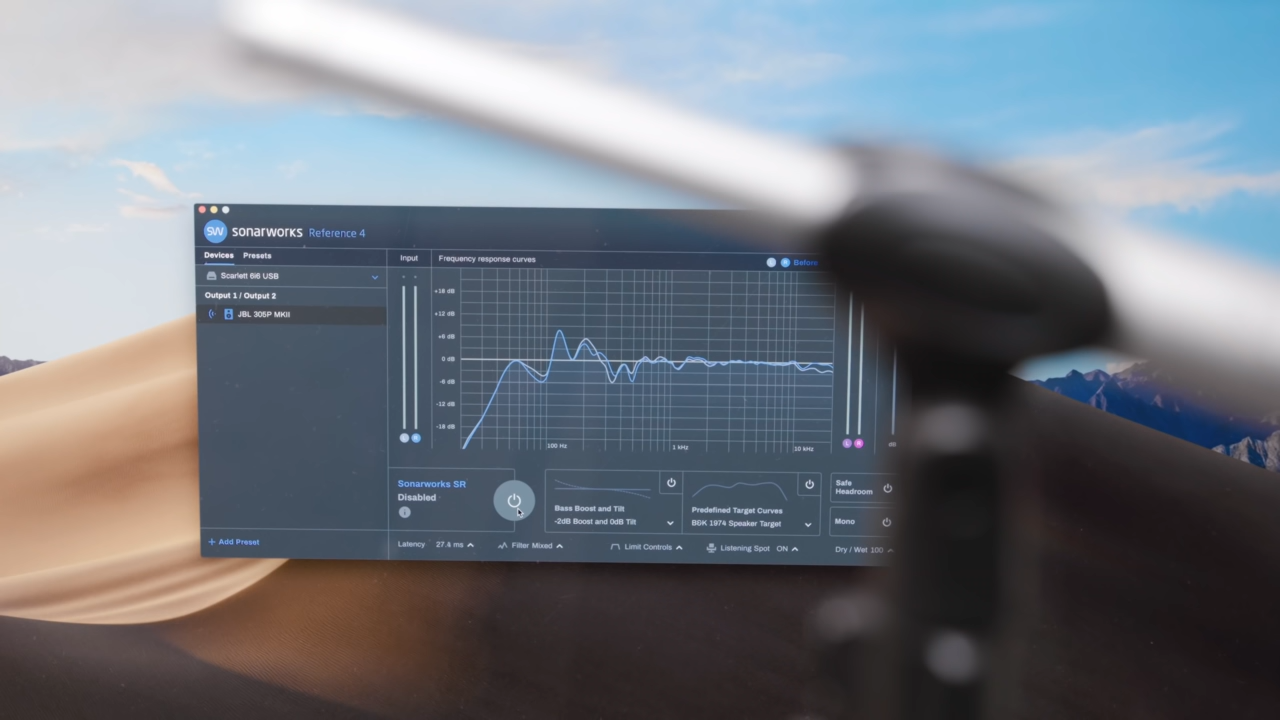 SW sonarworks Reference 4
Devices Presets
Scarlett 6i6 USB
Output 1 / Output 2
JBL 305P MKII
+ Add Preset
Input
L R
Frequency response curves
L R Before
+18 dB
+12 dB
+6 dB
0 dB
-6 dB
-12 dB
-18 dB
100 Hz 1 kHz 10 kHz
L R
dB
Sonarworks SR
Disabled
i
Bass Boost and Tilt
-2dB Boost and 0dB Tilt
Predefined Target Curves
B&K 1974 Speaker Target
Safe
Headroom
Mono
Latency 27.4 ms Filter Mixed Limit Controls Listening Spot ON Dry / Wet 100